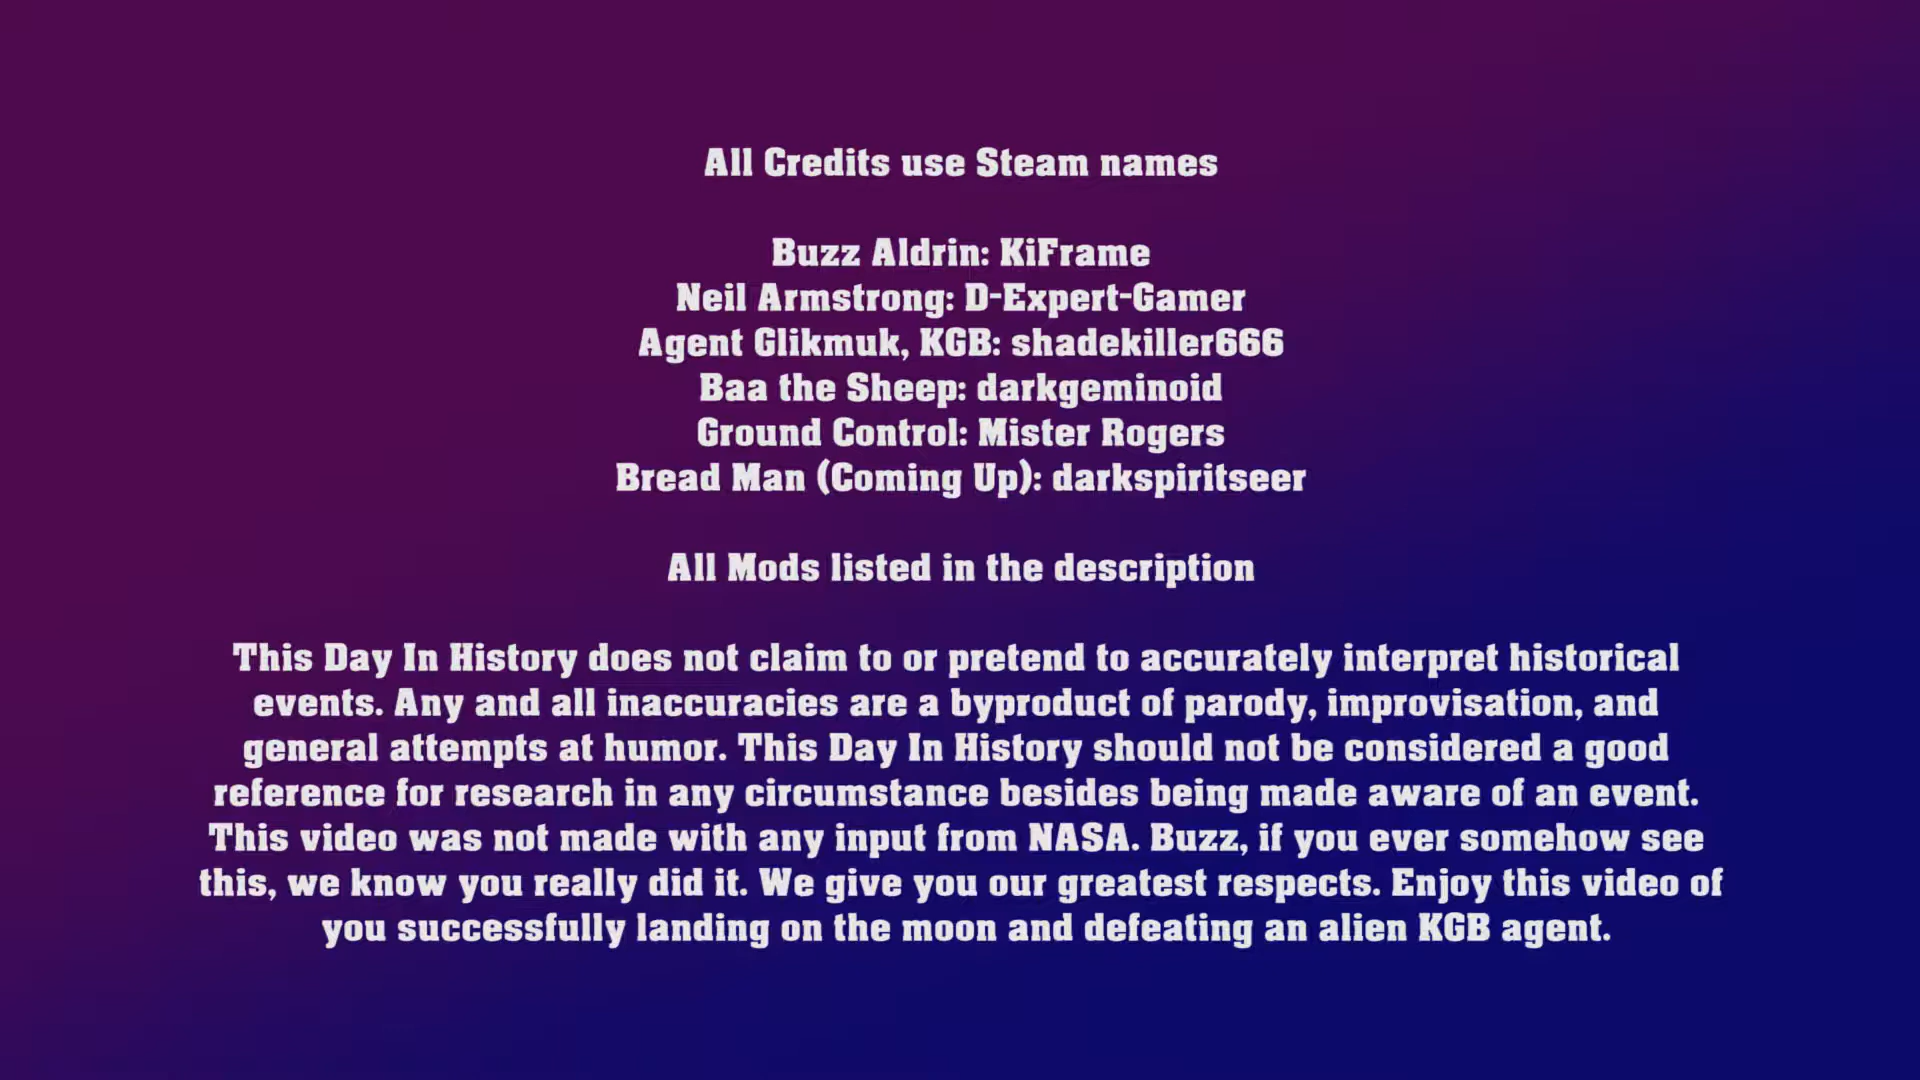 All Credits use Steam names
Buzz Aldrin: KiFrame
Neil Armstrong: D-Expert-Gamer
Agent Glikmuk, KGB: shadekiller666
Baa the Sheep: darkgeminoid
Ground Control: Mister Rogers
Bread Man (Coming Up): darkspiritseer
All Mods listed in the description
This Day In History does not claim to or pretend to accurately interpret historical
events. Any and all inaccuracies are a byproduct of parody, improvisation, and
general attempts at humor. This Day In History should not be considered a good
reference for research in any circumstance besides being made aware of an event.
This video was not made with any input from NASA. Buzz, if you ever somehow see
this, we know you really did it. We give you our greatest respects. Enjoy this video of
you successfully landing on the moon and defeating an alien KGB agent.